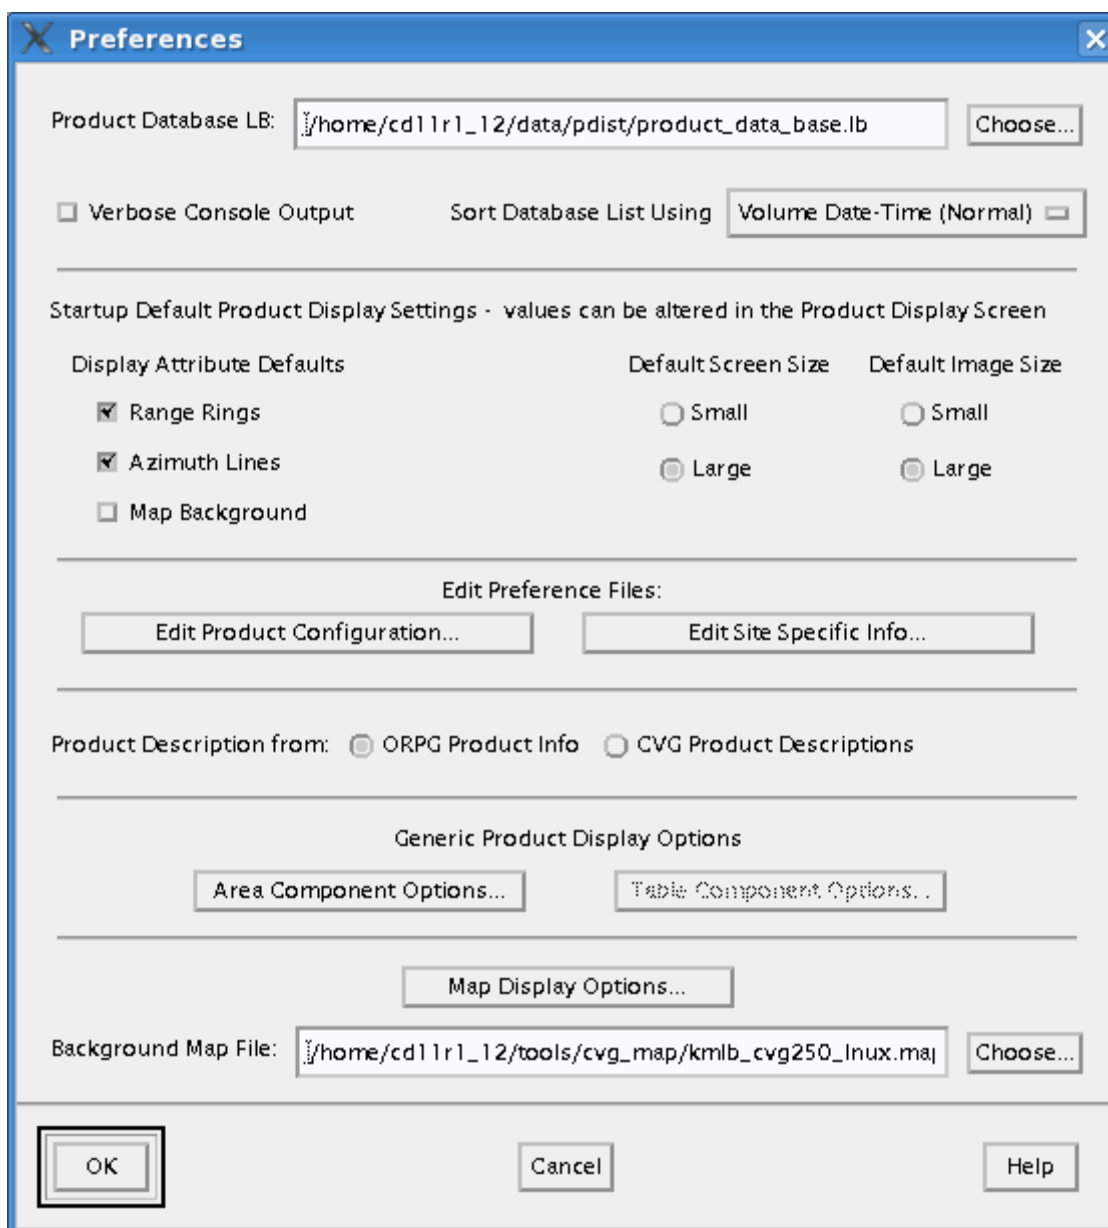 Preferences
Product Database LB: /home/cd11r1_12/data/pdist/product_data_base.lb Choose...
Verbose Console Output Sort Database List Using Volume Date-Time (Normal)
Startup Default Product Display Settings - values can be altered in the Product Display Screen
Display Attribute Defaults Default Screen Size Default Image Size
Range Rings Small Small
Azimuth Lines Large Large
Map Background
Edit Preference Files:
Edit Product Configuration... Edit Site Specific Info...
Product Description from: ORPG Product Info CVG Product Descriptions
Generic Product Display Options
Area Component Options... Table Component Options...
Map Display Options...
Background Map File: /home/cd11r1_12/tools/cvg_map/kmlb_cvg250_lnux.map Choose...
OK Cancel Help